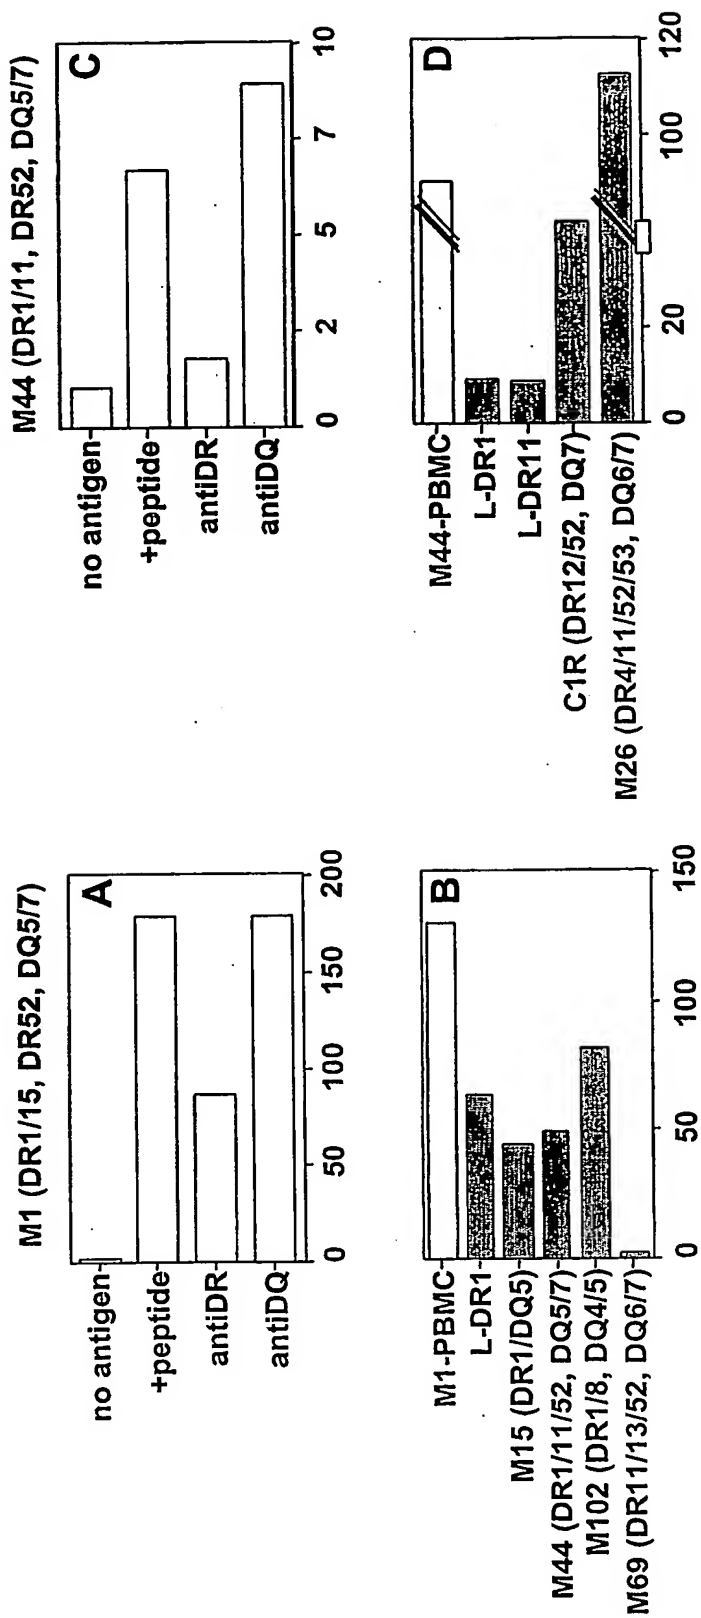 M1 (DR1/15, DR52, DQ5/7)
A
no antigen
+peptide
antiDR
antiDQ
0 50 100 150 200
B
M1-PBMC
L-DR1
M15 (DR1/DQ5)
M44 (DR1/11/52, DQ5/7)
M102 (DR1/8, DQ4/5)
M69 (DR11/13/52, DQ6/7)
0 50 100 150
M44 (DR1/11, DR52, DQ5/7)
C
no antigen
+peptide
antiDR
antiDQ
0 2 5 7 10
D
M44-PBMC
L-DR1
L-DR11
C1R (DR12/52, DQ7)
M26 (DR4/11/52/53, DQ6/7)
0 20 100 120